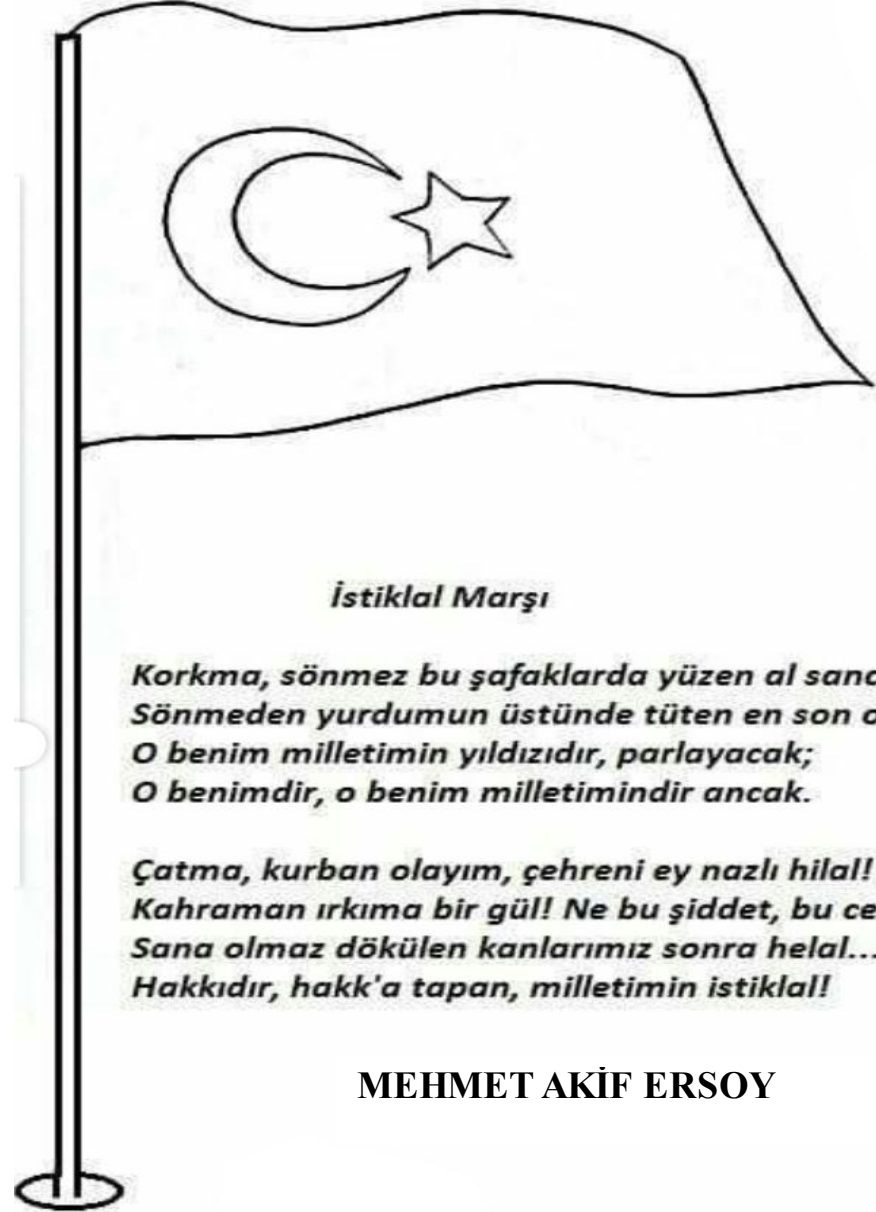 İstiklal Marşı
Korkma, sönmez bu şafaklarda yüzen al
Sönmeden yurdumun üstünde tüten en son
O benim milletimin yıldızıdır, parlayacak;
O benimdir, o benim milletimindir ancak.
Çatma, kurban olayım, çehreni ey nazlı hilal!
Kahraman ırkıma bir gül! Ne bu şiddet, bu
Sana olmaz dökülen kanlarımız sonra helal...
Hakkıdır, hakk'a tapan, milletimin istiklal!
MEHMET AKİF ERSOY